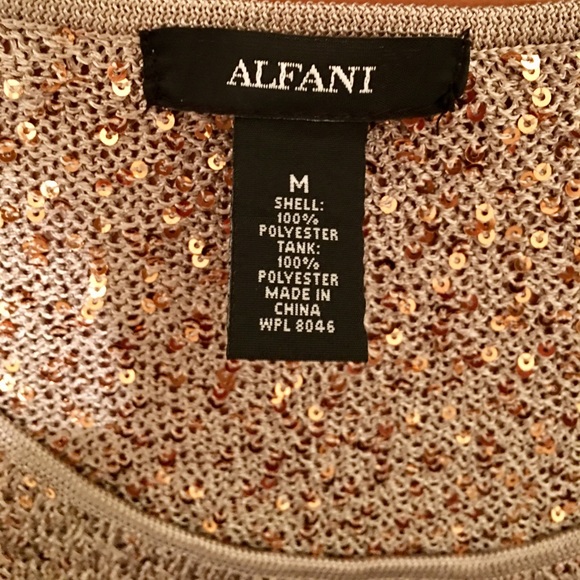 ALFANI
M
SHELL:
100%
POLYESTER
TANK:
100%
POLYESTER
MADE IN
CHINA
WPL 8046